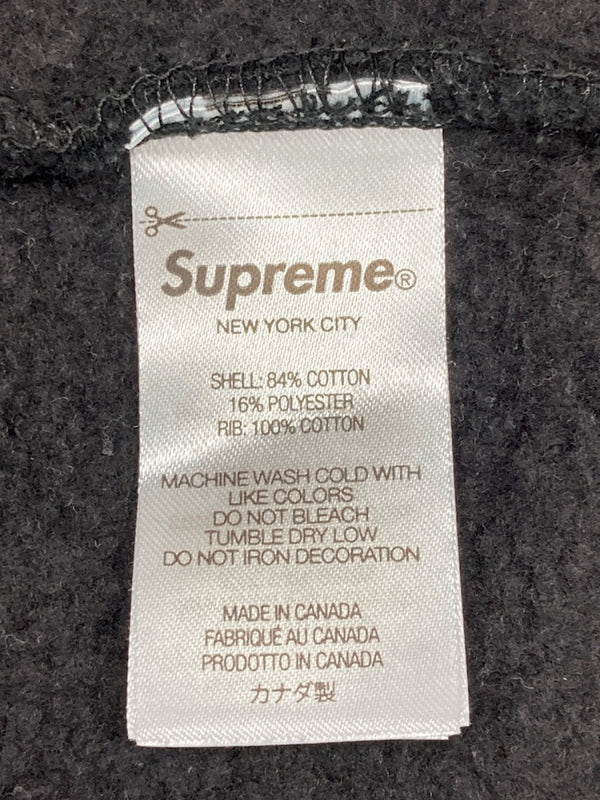 Supreme®
NEW YORK CITY
SHELL: 84% COTTON
16% POLYESTER
RIB: 100% COTTON
MACHINE WASH COLD WITH
LIKE COLORS
DO NOT BLEACH
TUMBLE DRY LOW
DO NOT IRON DECORATION
MADE IN CANADA
FABRIQUÉ AU CANADA
PRODOTTO IN CANADA
カナダ製